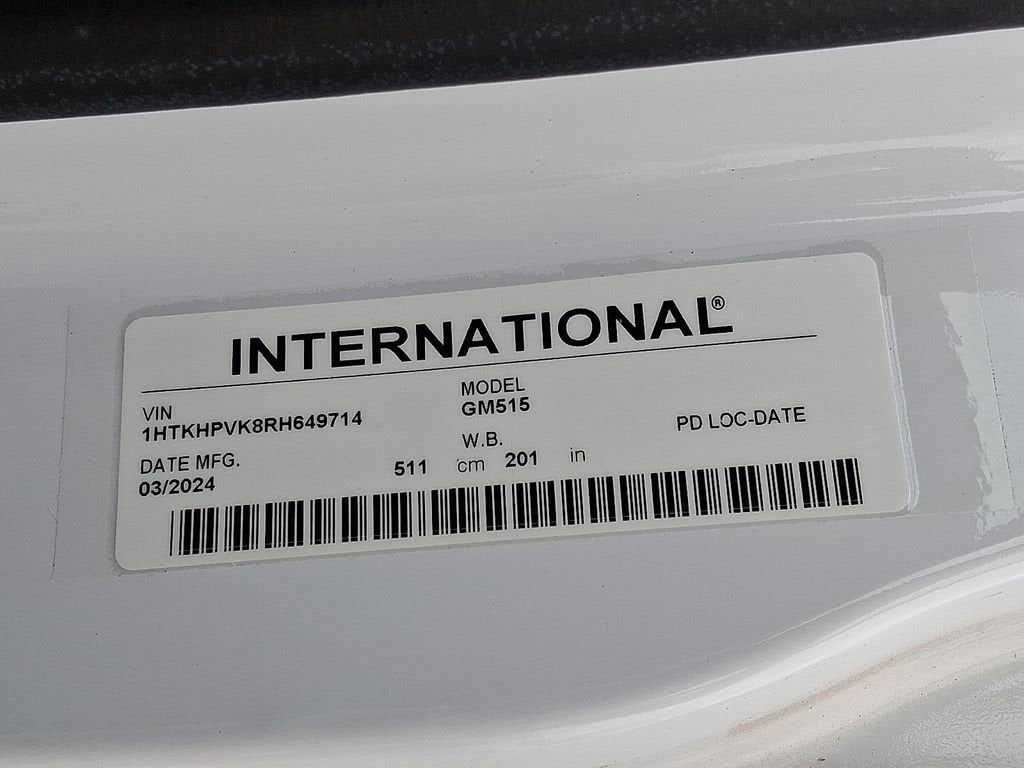 INTERNATIONAL®
VIN
1HTKHPVK8RH649714
MODEL
GM515
DATE MFG.
03/2024
W.B.
511 cm 201 in
PD LOC-DATE